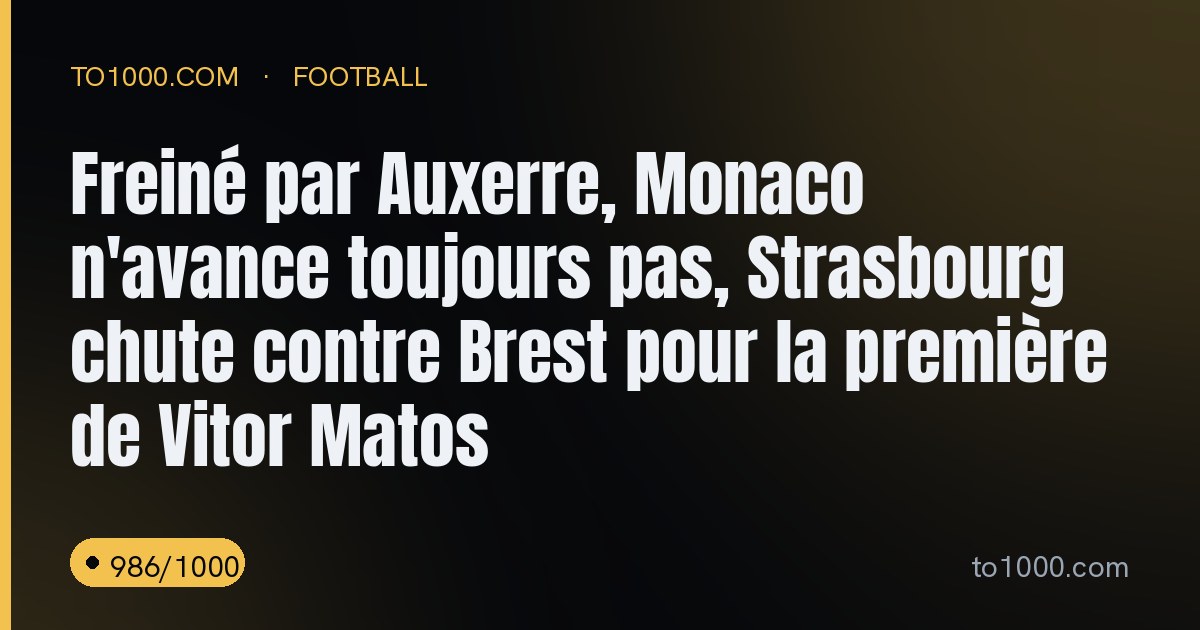 TO1000.COM · FOOTBALL
Freiné par Auxerre, Monaco
n'avance toujours pas, Strasbourg
chute contre Brest pour la première
de Vitor Matos
986/1000
to1000.com